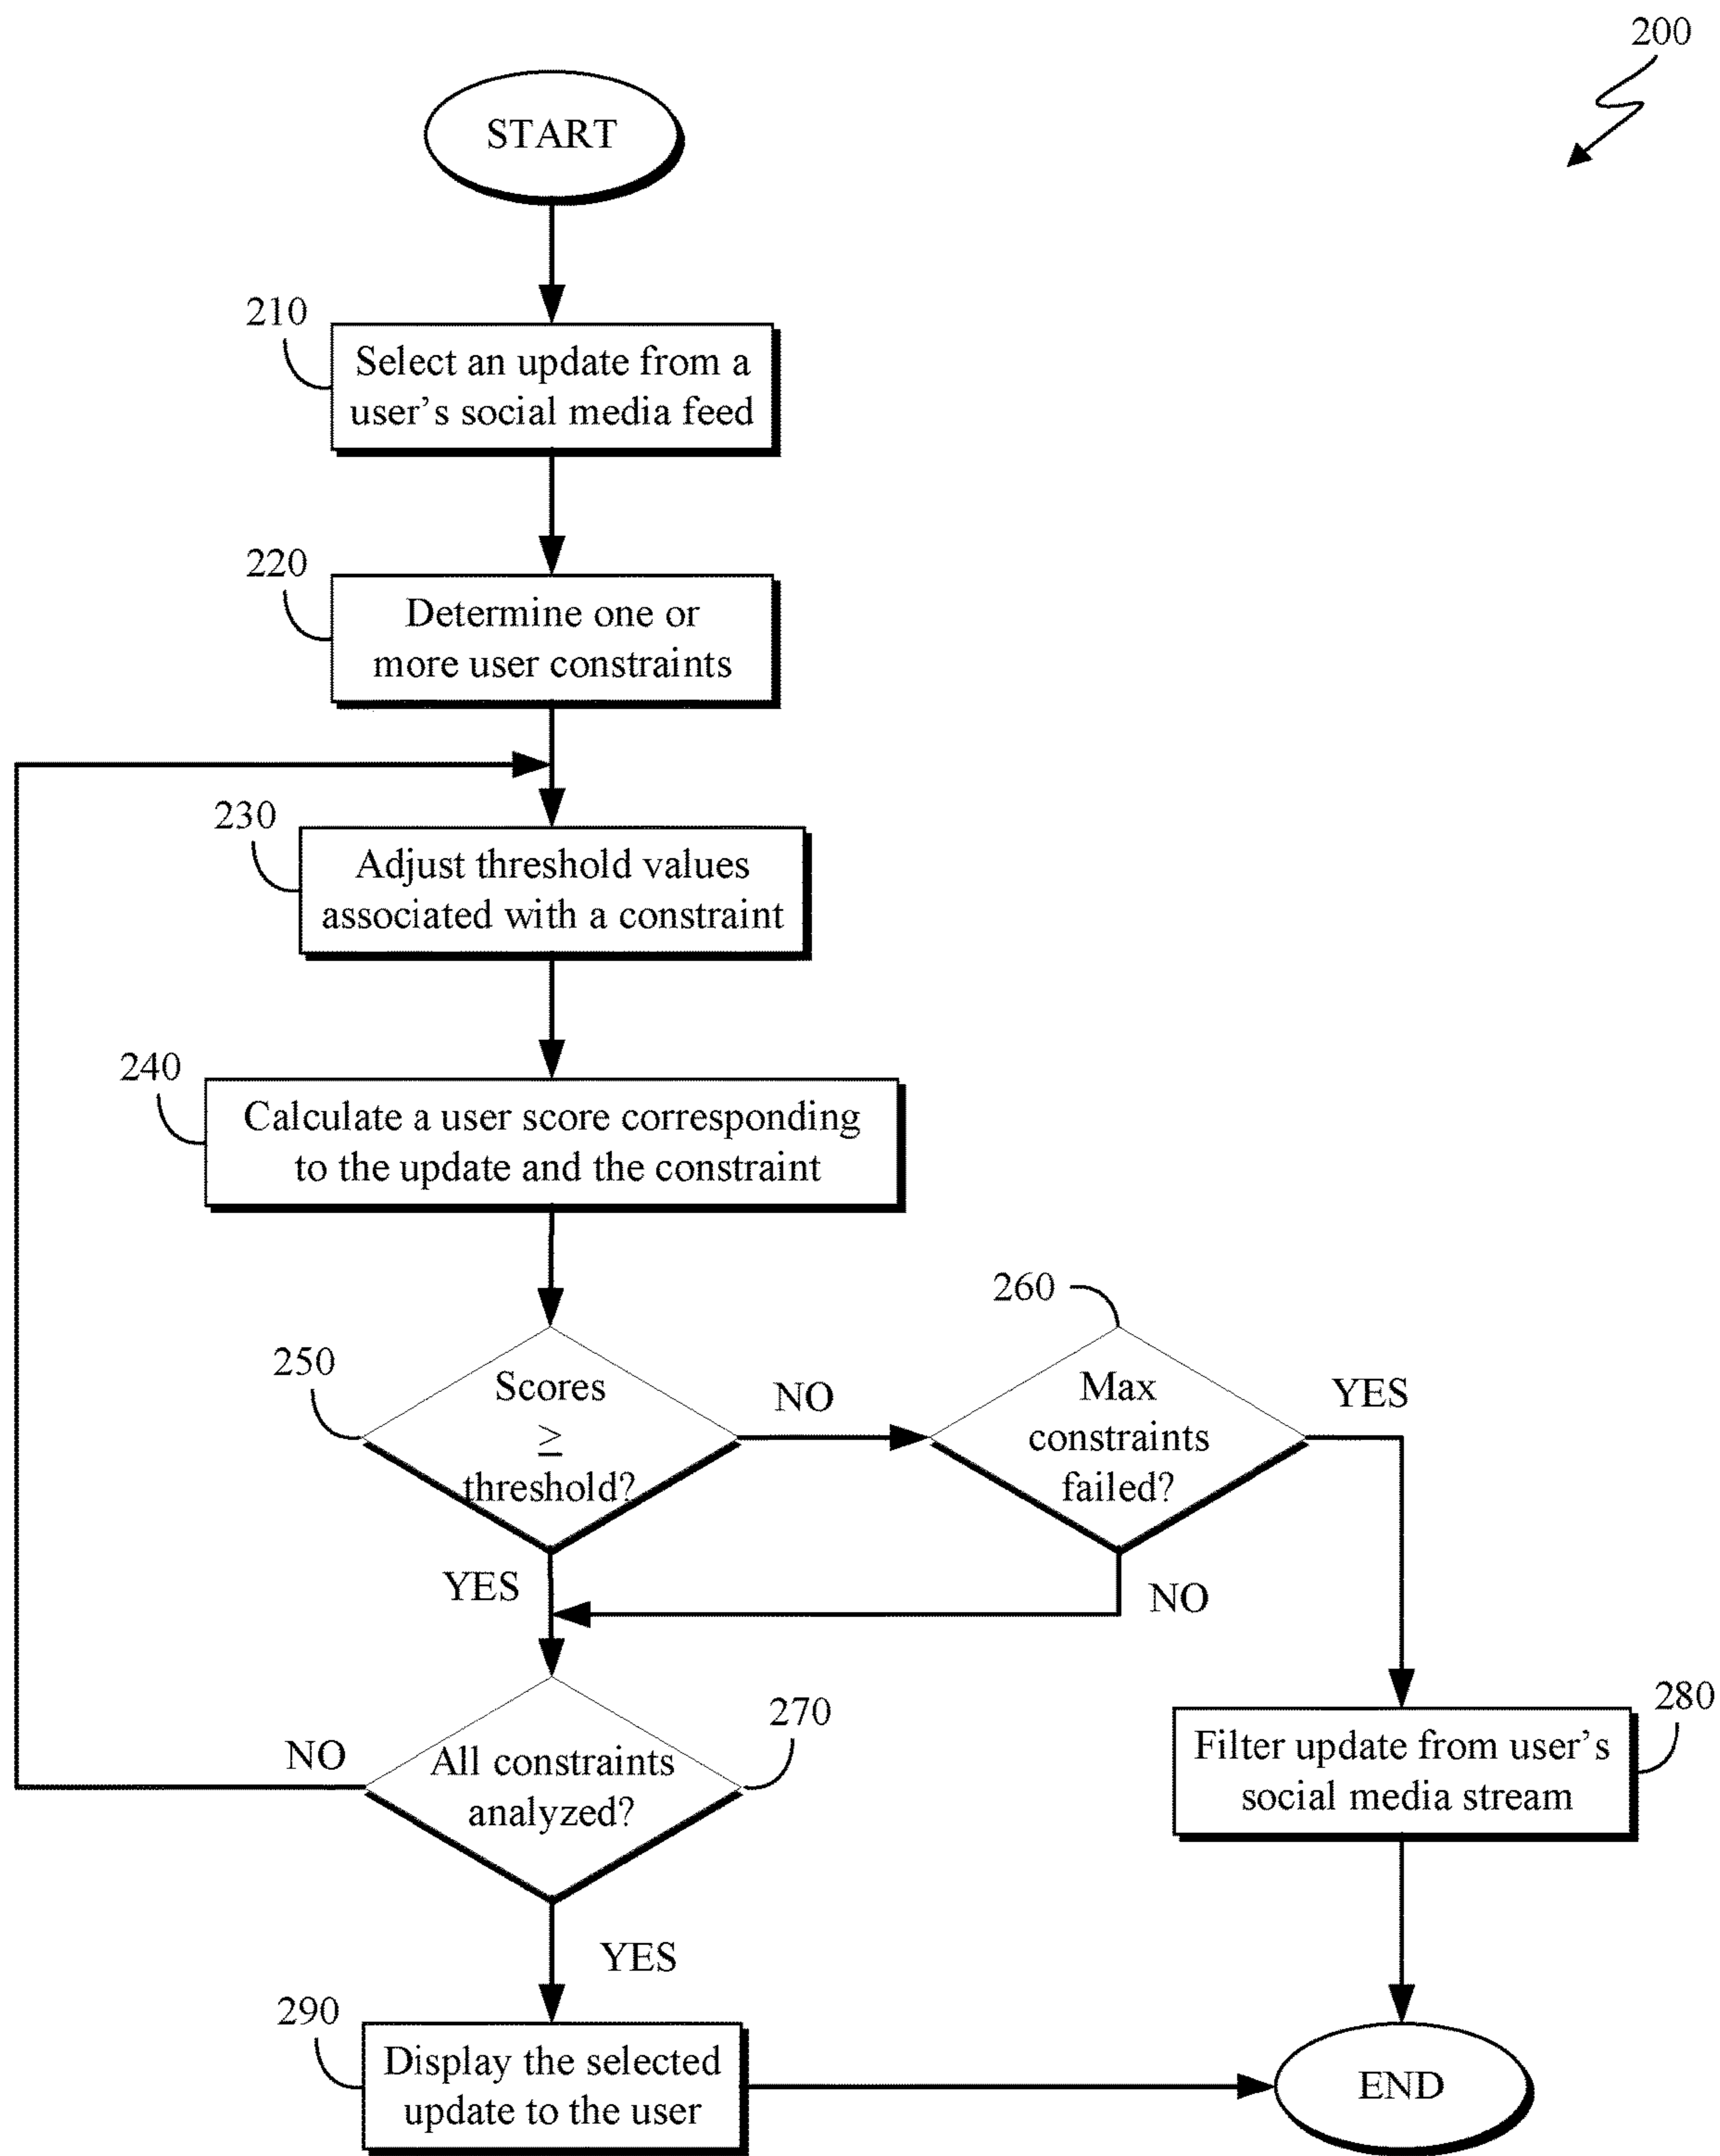 200
START
210
Select an update from a
user's social media feed
220
Determine one or
more user constraints
230
Adjust threshold values
associated with a constraint
240
Calculate a user score corresponding
to the update and the constraint
250
Scores
≥
threshold?
NO
YES
260
Max
constraints
failed?
YES
NO
270
All constraints
analyzed?
NO
YES
280
Filter update from user's
social media stream
290
Display the selected
update to the user
END